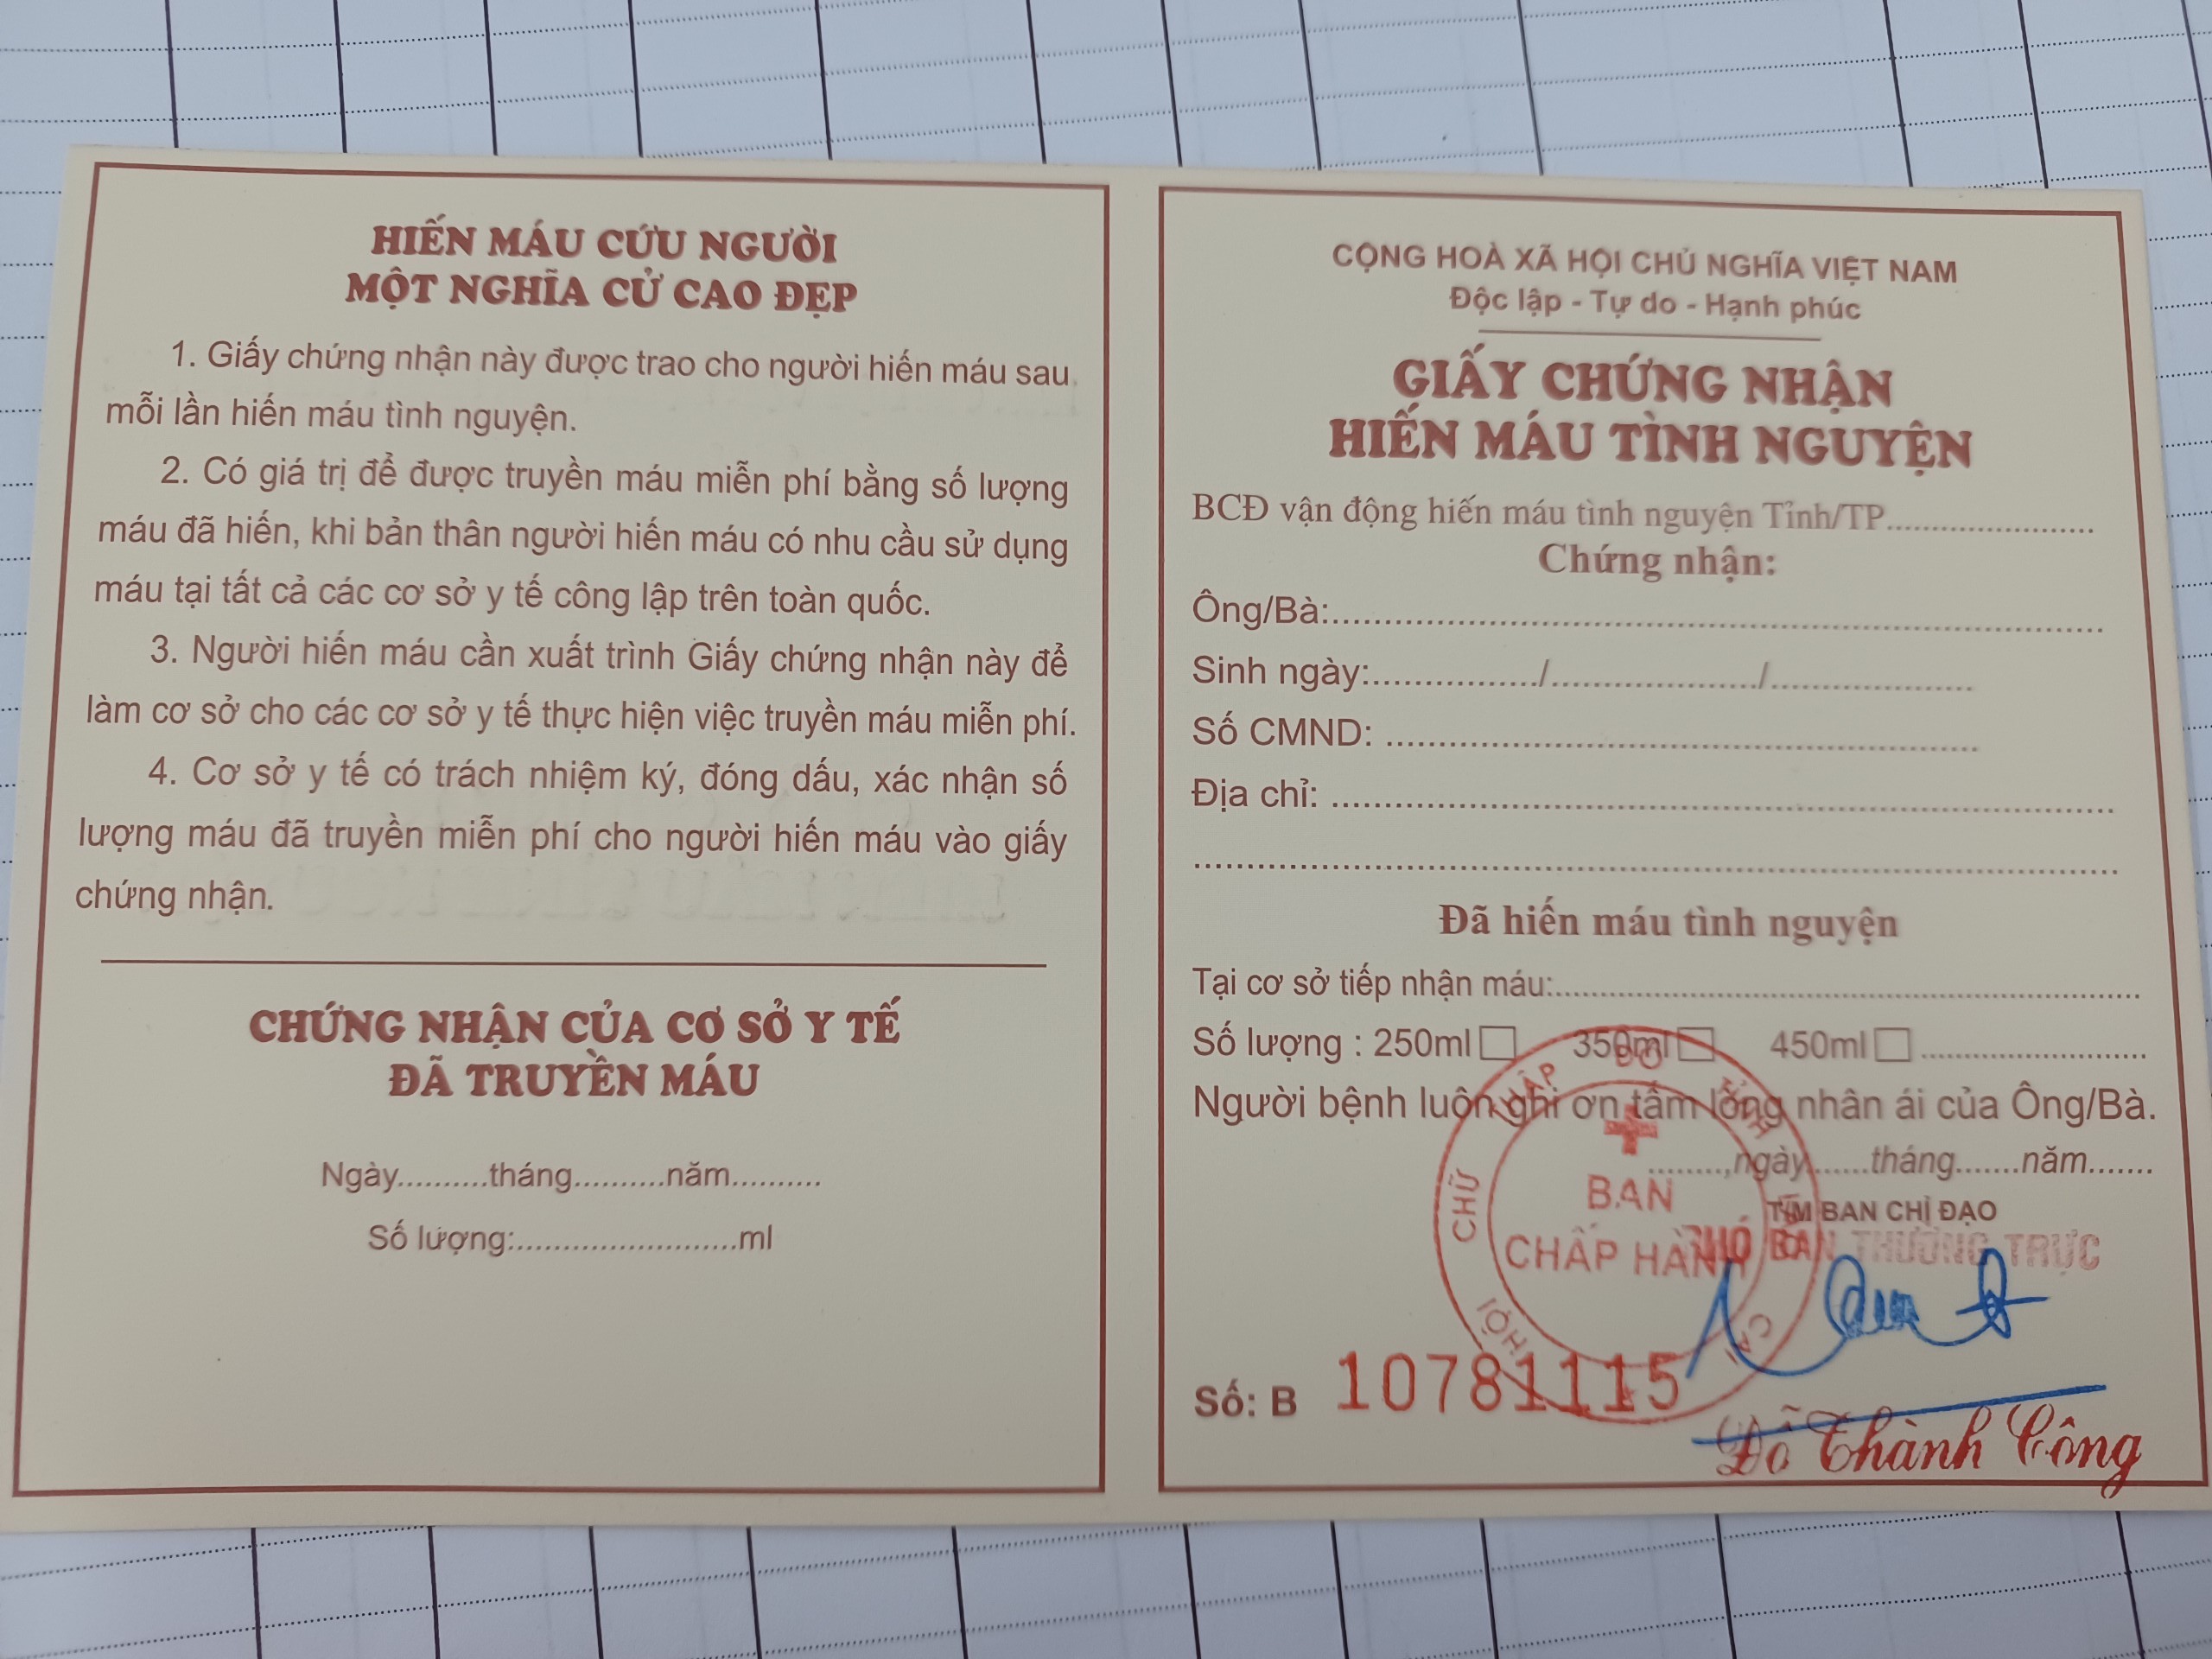 HIẾN MÁU CỨU NGƯỜI
MỘT NGHĨA CỬ CAO ĐẸP
1. Giấy chứng nhận này được trao cho người hiến máu sau
mỗi lần hiến máu tình nguyện.
2. Có giá trị để được truyền máu miễn phí bằng số lượng
máu đã hiến, khi bản thân người hiến máu có nhu cầu sử dụng
máu tại tất cả các cơ sở y tế công lập trên toàn quốc.
3. Người hiến máu cần xuất trình Giấy chứng nhận này để
làm cơ sở cho các cơ sở y tế thực hiện việc truyền máu miễn phí.
4. Cơ sở y tế có trách nhiệm ký, đóng dấu, xác nhận số
lượng máu đã truyền miễn phí cho người hiến máu vào giấy
chứng nhận.
CHỨNG NHẬN CỦA CƠ SỞ Y TẾ
ĐÃ TRUYỀN MÁU
Ngày..........tháng..........năm..........
Số lượng:........................ml
CỘNG HOÀ XÃ HỘI CHỦ NGHĨA VIỆT NAM
Độc lập - Tự do - Hạnh phúc
GIẤY CHỨNG NHẬN
HIẾN MÁU TÌNH NGUYỆN
BCĐ vận động hiến máu tình nguyện Tỉnh/TP......................
Chứng nhận:
Ông/Bà:..........................................................................
Sinh ngày:................/...................../.....................
Số CMND: ............................................................
Địa chỉ: ............................................................................
..........................................................................................
Đã hiến máu tình nguyện
Tại cơ sở tiếp nhận máu:................................................................
Số lượng : 250ml □ 350ml □ 450ml □ ........................
Người bệnh luôn ghi ơn tấm lòng nhân ái của Ông/Bà.
........,ngày.......tháng.......năm.......
TM BAN CHỈ ĐẠO
PHÓ BAN THƯỜNG TRỰC
HỘI CHỮ THẬP ĐỎ TỈNH CÀ
BAN
CHẤP HÀNH
Số: B 10781115
Đỗ Thành Công